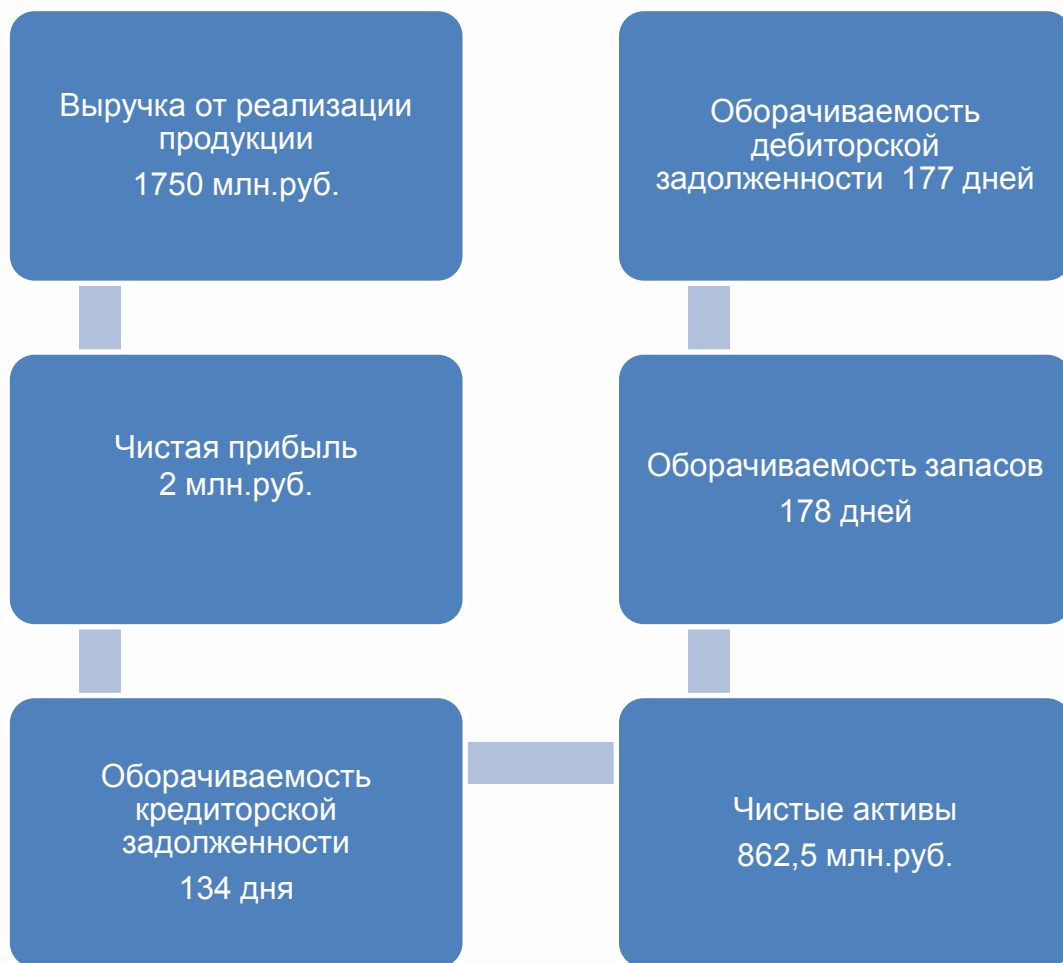 Выручка от реализации
продукции
1750 млн.руб.
Чистая прибыль
2 млн.руб.
Оборачиваемость
кредиторской
задолженности
134 дня
Чистые активы
862,5 млн.руб.
Оборачиваемость запасов
178 дней
Оборачиваемость
дебиторской
задолженности  177 дней